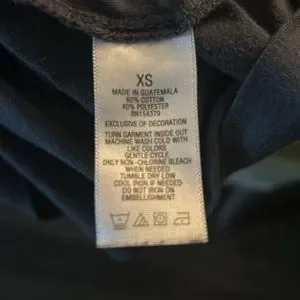 XS
MADE IN GUATEMALA
60% COTTON
40% POLYESTER
RN154379
EXCLUSIVE OF DECORATION
TURN GARMENT INSIDE OUT
MACHINE WASH COLD WITH
LIKE COLORS
GENTLE CYCLE
ONLY NON-CHLORINE BLEACH
WHEN NEEDED
TUMBLE DRY LOW
COOL IRON IF NEEDED
DO NOT IRON ON
EMBELLISHMENT